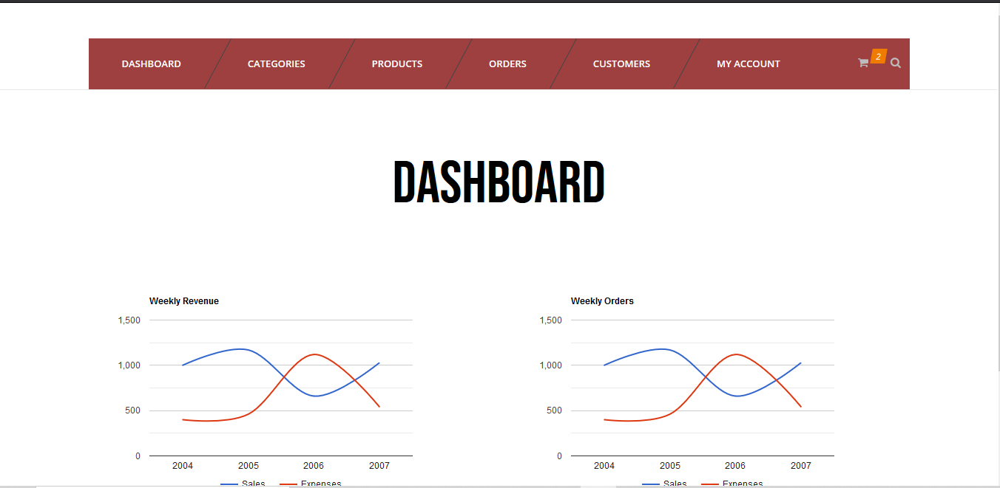 DASHBOARD CATEGORIES PRODUCTS ORDERS CUSTOMERS MY ACCOUNT 2
DASHBOARD
Weekly Revenue
1,500
1,000
500
0
2004 2005 2006 2007
Sales Expenses
Weekly Orders
1,500
1,000
500
0
2004 2005 2006 2007
Sales Expenses